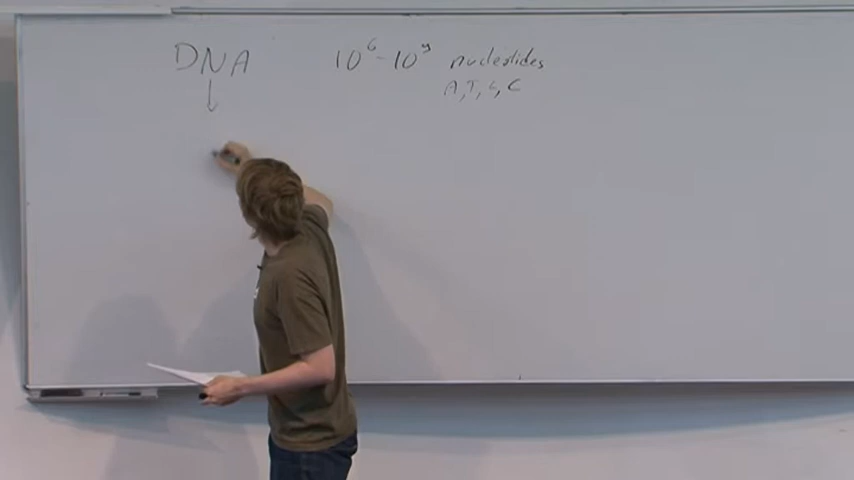 DNA 10⁶-10⁹ nucleotides
A,T,G,C